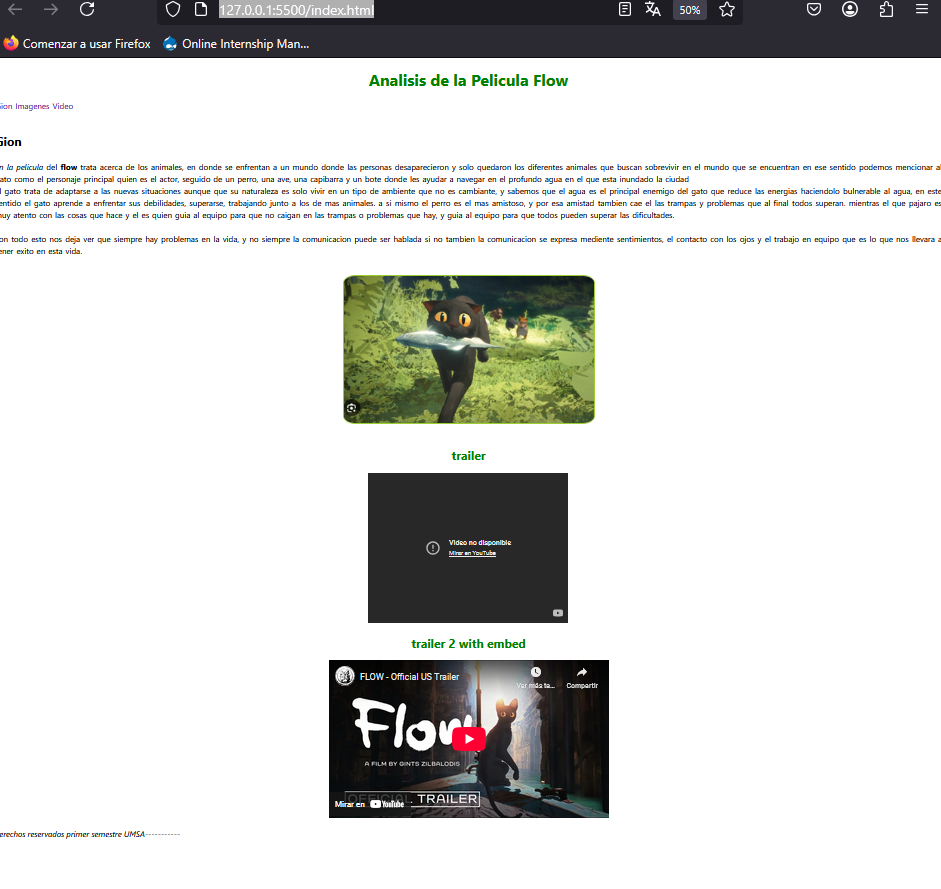 127.0.0.1:5500/index.html
50%
Comenzar a usar Firefox
Online Internship Man...
Analisis de la Pelicula Flow
ion Imagenes Video
Gion
n la pelicula del flow trata acerca de los animales, en donde se enfrentan a un mundo donde las personas desaparecieron y solo quedaron los diferentes animales que buscan sobrevivir en el mundo que se encuentran en ese sentido podemos mencionar al
ato como el personaje principal quien es el actor, seguido de un perro, una ave, una capibarra y un bote donde les ayudar a navegar en el profundo agua en el que esta inundado la ciudad
l gato trata de adaptarse a las nuevas situaciones aunque que su naturaleza es solo vivir en un tipo de ambiente que no es cambiante, y sabemos que el agua es el principal enemigo del gato que reduce las energias haciendolo bulnerable al agua, en este
entido el gato aprende a enfrentar sus debilidades, superarse, trabajando junto a los de mas animales. a si mismo el perro es el mas amistoso, y por esa amistad tambien cae el las trampas y problemas que al final todos superan. mientras el que pajaro es
muy atento con las cosas que hace y el es quien guia al equipo para que no caigan en las trampas o problemas que hay, y guia al equipo para que todos pueden superar las dificultades.
on todo esto nos deja ver que siempre hay problemas en la vida, y no siempre la comunicacion puede ser hablada si no tambien la comunicacion se expresa mediente sentimientos, el contacto con los ojos y el trabajo en equipo que es lo que nos llevara a
ener exito en esta vida.
trailer
Video no disponible
Mirar en YouTube
trailer 2 with embed
FLOW - Official US Trailer
Ver más ta...
Compartir
Flow
A FILM BY GINTS ZILBALODIS
OFFICIAL TRAILER
Mirar en YouTube
erechos reservados primer semestre UMSA-----------